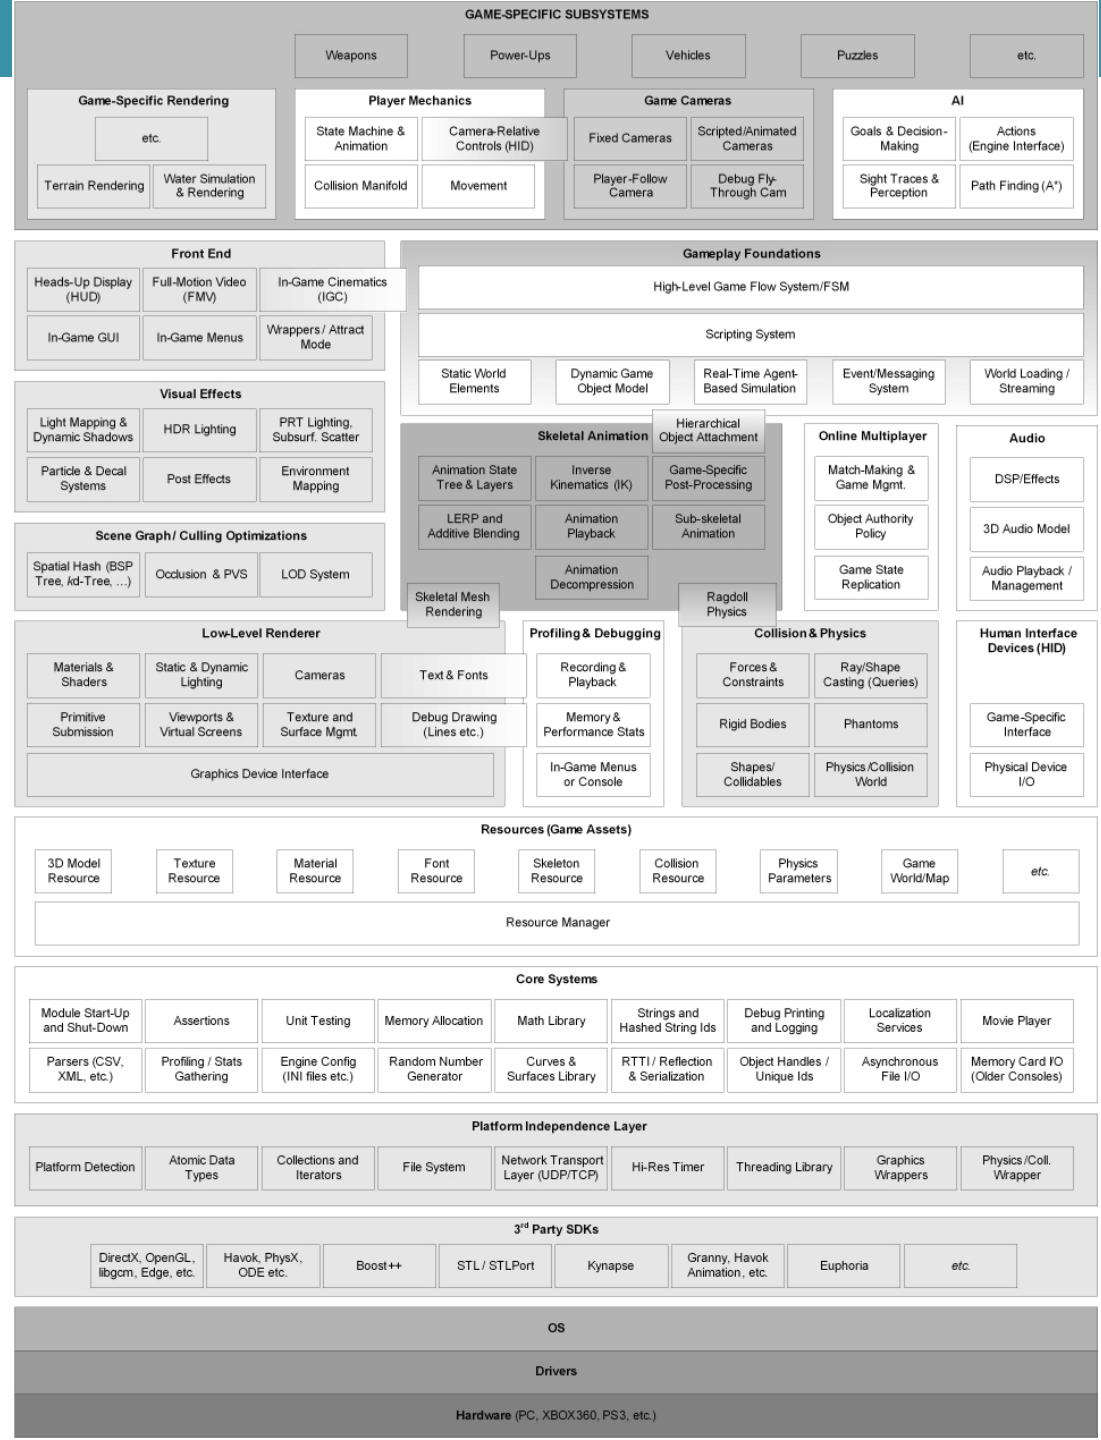 GAME-SPECIFIC SUBSYSTEMS
Weapons
Power-Ups
Vehicles
Puzzles
etc.
Game-Specific Rendering
etc.
Terrain Rendering
Water Simulation
& Rendering
Player Mechanics
State Machine &
Animation
Camera-Relative
Controls (HID)
Collision Manifold
Movement
Game Cameras
Fixed Cameras
Scripted/Animated
Cameras
Player-Follow
Camera
Debug Fly-
Through Cam
AI
Goals & Decision-
Making
Actions
(Engine Interface)
Sight Traces &
Perception
Path Finding (A*)
Front End
Heads-Up Display
(HUD)
Full-Motion Video
(FMV)
In-Game Cinematics
(IGC)
In-Game GUI
In-Game Menus
Wrappers / Attract
Mode
Gameplay Foundations
High-Level Game Flow System/FSM
Scripting System
Static World
Elements
Dynamic Game
Object Model
Real-Time Agent-
Based Simulation
Event/Messaging
System
World Loading /
Streaming
Visual Effects
Light Mapping &
Dynamic Shadows
HDR Lighting
PRT Lighting,
Subsurf. Scatter
Particle & Decal
Systems
Post Effects
Environment
Mapping
Hierarchical
Object Attachment
Skeletal Animation
Animation State
Tree & Layers
Inverse
Kinematics (IK)
Game-Specific
Post-Processing
LERP and
Additive Blending
Animation
Playback
Sub-skeletal
Animation
Animation
Decompression
Skeletal Mesh
Rendering
Ragdoll
Physics
Online Multiplayer
Match-Making &
Game Mgmt.
Object Authority
Policy
Game State
Replication
Audio
DSP/Effects
3D Audio Model
Audio Playback /
Management
Scene Graph / Culling Optimizations
Spatial Hash (BSP
Tree, kd-Tree, ...)
Occlusion & PVS
LOD System
Low-Level Renderer
Materials &
Shaders
Static & Dynamic
Lighting
Cameras
Text & Fonts
Primitive
Submission
Viewports &
Virtual Screens
Texture and
Surface Mgmt.
Debug Drawing
(Lines etc.)
Graphics Device Interface
Profiling & Debugging
Recording &
Playback
Memory &
Performance Stats
In-Game Menus
or Console
Collision & Physics
Forces &
Constraints
Ray/Shape
Casting (Queries)
Rigid Bodies
Phantoms
Shapes/
Collidables
Physics/Collision
World
Human Interface
Devices (HID)
Game-Specific
Interface
Physical Device
I/O
Resources (Game Assets)
3D Model
Resource
Texture
Resource
Material
Resource
Font
Resource
Skeleton
Resource
Collision
Resource
Physics
Parameters
Game
World/Map
etc.
Resource Manager
Core Systems
Module Start-Up
and Shut-Down
Assertions
Unit Testing
Memory Allocation
Math Library
Strings and
Hashed String Ids
Debug Printing
and Logging
Localization
Services
Movie Player
Parsers (CSV,
XML, etc.)
Profiling / Stats
Gathering
Engine Config
(INI files etc.)
Random Number
Generator
Curves &
Surfaces Library
RTTI / Reflection
& Serialization
Object Handles /
Unique Ids
Asynchronous
File I/O
Memory Card I/O
(Older Consoles)
Platform Independence Layer
Platform Detection
Atomic Data
Types
Collections and
Iterators
File System
Network Transport
Layer (UDP/TCP)
Hi-Res Timer
Threading Library
Graphics
Wrappers
Physics/Coll.
Wrapper
3rd Party SDKs
DirectX, OpenGL,
libgcm, Edge, etc.
Havok, PhysX,
ODE etc.
Boost++
STL / STLPort
Kynapse
Granny, Havok
Animation, etc.
Euphoria
etc.
OS
Drivers
Hardware (PC, XBOX360, PS3, etc.)